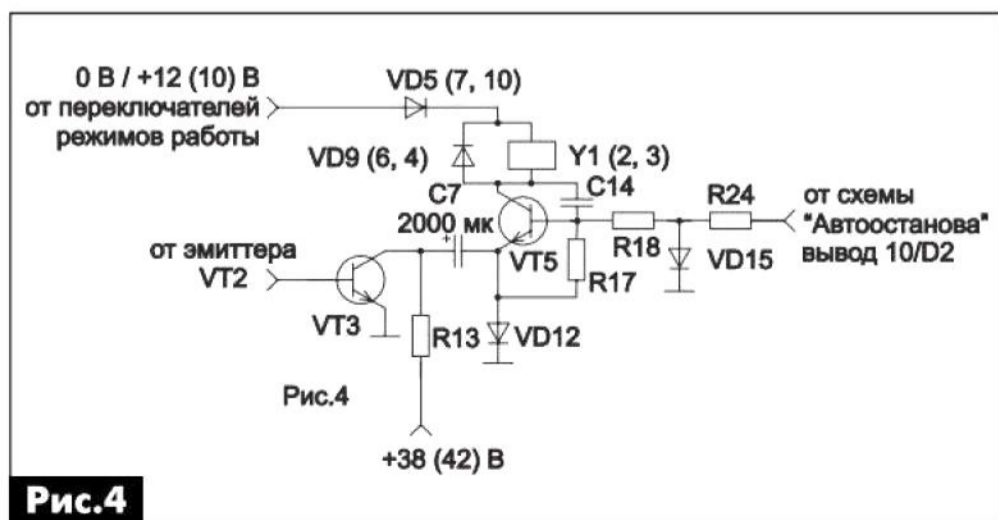 0 В / +12 (10) В
от переключателей
режимов работы
VD5 (7, 10)
VD9 (6, 4)
Y1 (2, 3)
C7
2000 мк
+
C14
R24
от схемы
"Автоостанова"
вывод 10/D2
R18
VD15
от эмиттера
VT2
VT5
R17
VT3
R13
VD12
Рис.4
+38 (42) В
Рис.4